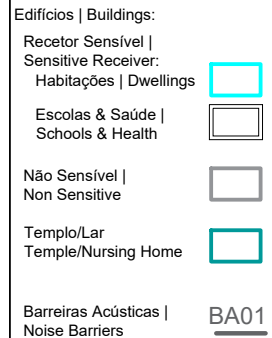 Edifícios | Buildings:
Recetor Sensível |
Sensitive Receiver:
Habitações | Dwellings
Escolas & Saúde |
Schools & Health
Não Sensível |
Non Sensitive
Templo/Lar
Temple/Nursing Home
Barreiras Acústicas |
Noise Barriers
BA01